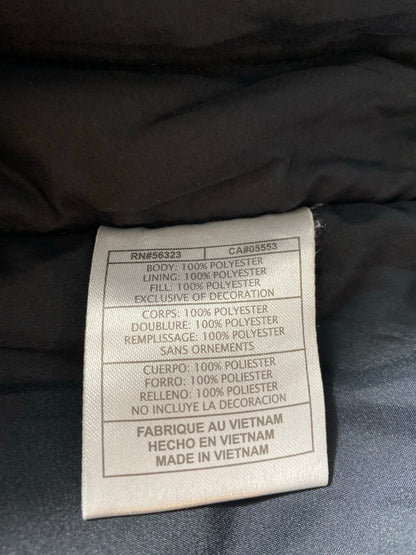 RN#56323 CA#05553
BODY: 100% POLYESTER
LINING: 100% POLYESTER
FILL: 100% POLYESTER
EXCLUSIVE OF DECORATION
CORPS: 100% POLYESTER
DOUBLURE: 100% POLYESTER
REMPLISSAGE: 100% POLYESTER
SANS ORNEMENTS
CUERPO: 100% POLIESTER
FORRO: 100% POLIESTER
RELLENO: 100% POLIESTER
NO INCLUYE LA DECORACION
FABRIQUE AU VIETNAM
HECHO EN VIETNAM
MADE IN VIETNAM